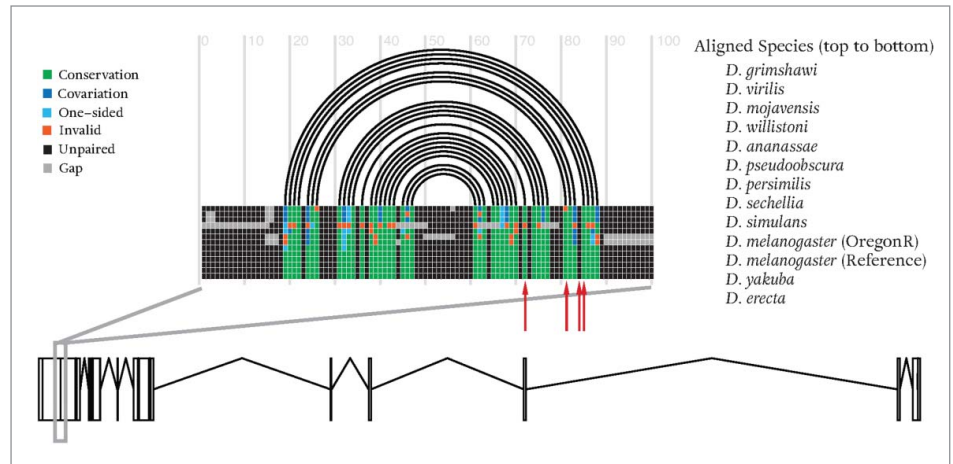 0 10 20 30 40 50 60 70 80 90 100
Conservation
Covariation
One–sided
Invalid
Unpaired
Gap
Aligned Species (top to bottom)
D. grimshawi
D. virilis
D. mojavensis
D. willistoni
D. ananassae
D. pseudoobscura
D. persimilis
D. sechellia
D. simulans
D. melanogaster (OregonR)
D. melanogaster (Reference)
D. yakuba
D. erecta